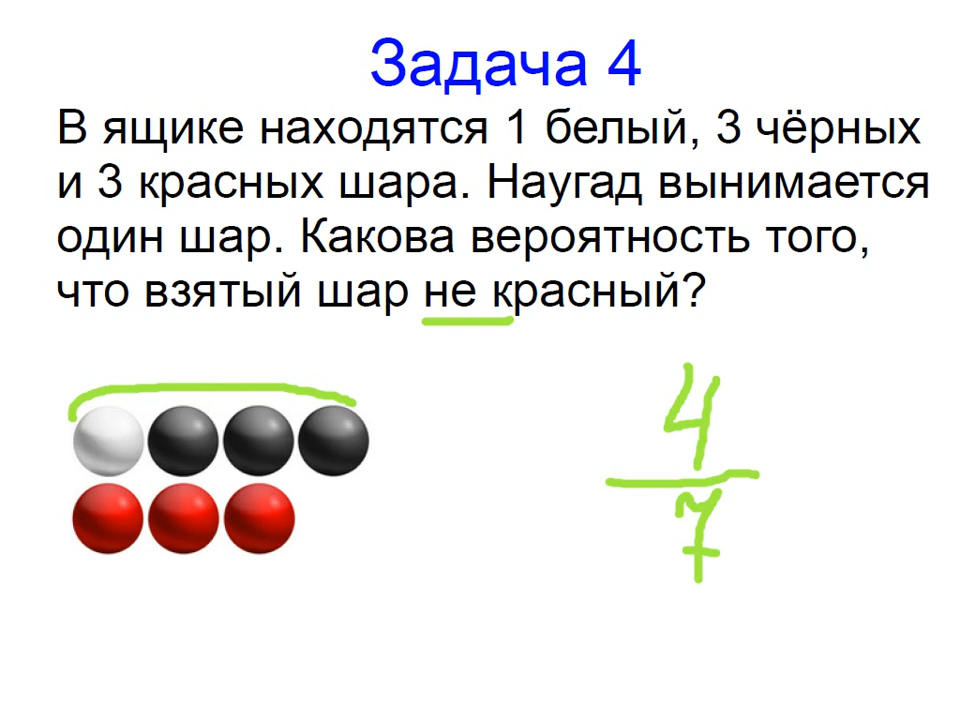 Задача 4
В ящике находятся 1 белый, 3 чёрных
и 3 красных шара. Наугад вынимается
один шар. Какова вероятность того,
что взятый шар не красный?
4
7